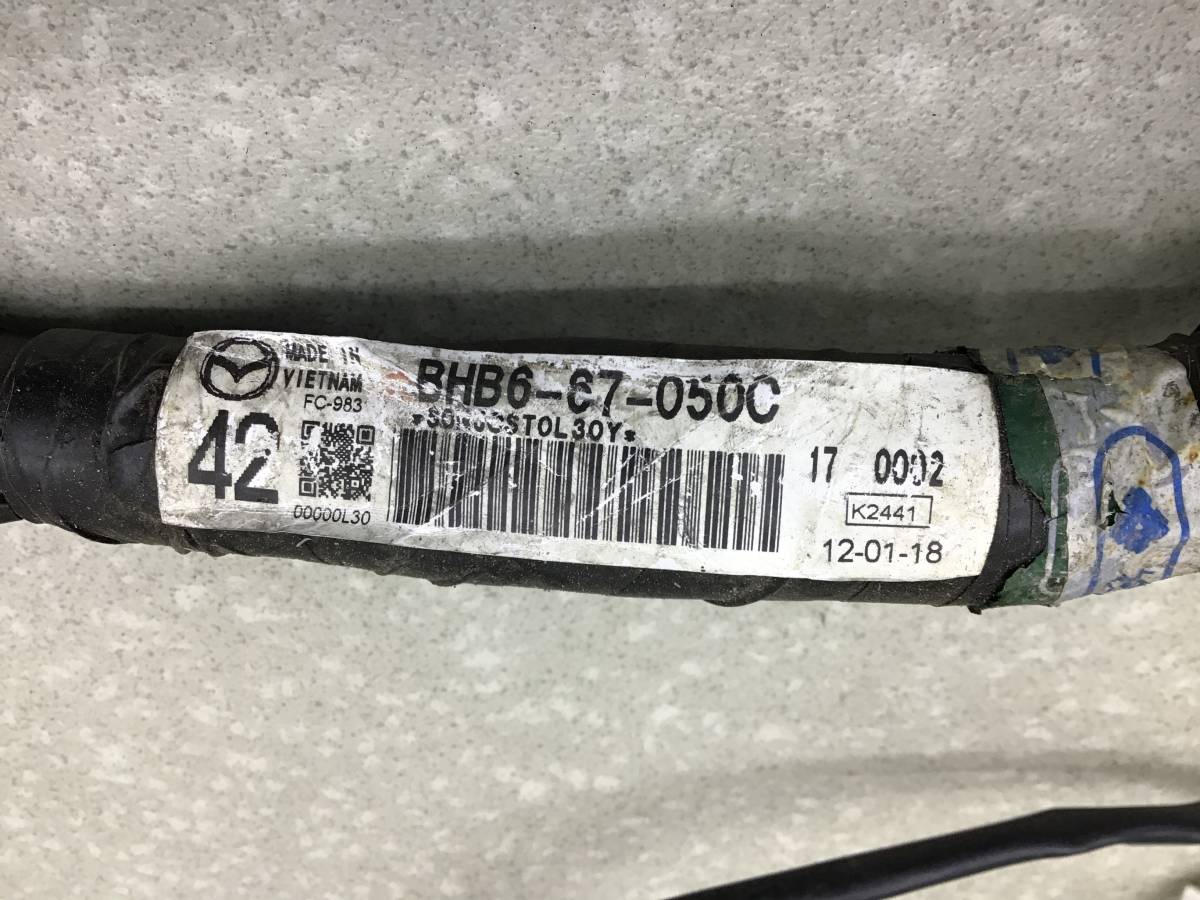 MADE IN
VIETNAM
FC-983
42
00000L30
BHB6-67-050C
17 0002
K2441
12-01-18